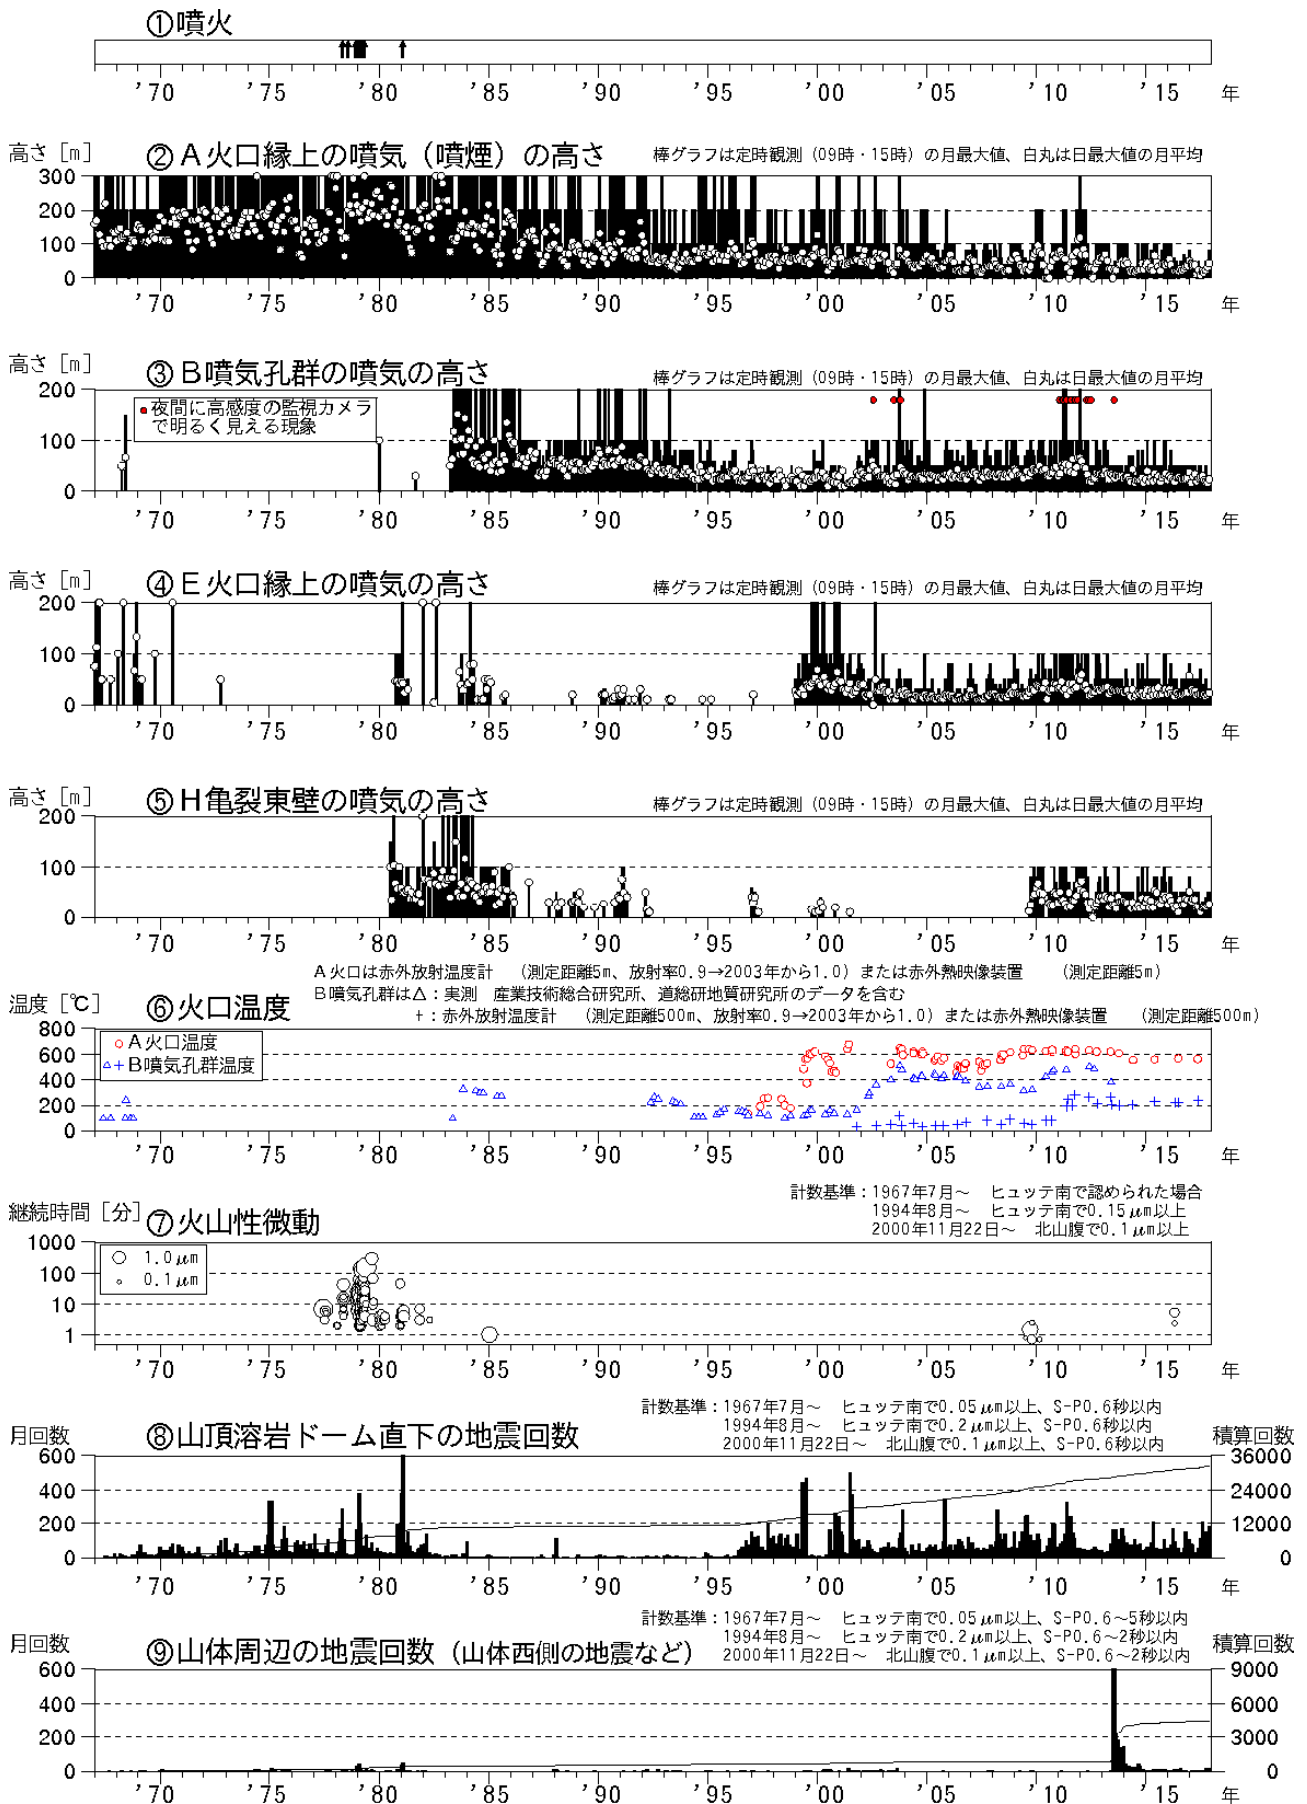 ①噴火
'70 '75 '80 '85 '90 '95 '00 '05 '10 '15 年
高さ [m] ②A火口縁上の噴気（噴煙）の高さ 棒グラフは定時観測（09時・15時）の月最大値、白丸は日最大値の月平均
300
200
100
0
'70 '75 '80 '85 '90 '95 '00 '05 '10 '15 年
高さ [m] ③B噴気孔群の噴気の高さ 棒グラフは定時観測（09時・15時）の月最大値、白丸は日最大値の月平均
200
夜間に高感度の監視カメラ
で明るく見える現象
100
0
'70 '75 '80 '85 '90 '95 '00 '05 '10 '15 年
高さ [m] ④E火口縁上の噴気の高さ 棒グラフは定時観測（09時・15時）の月最大値、白丸は日最大値の月平均
200
100
0
'70 '75 '80 '85 '90 '95 '00 '05 '10 '15 年
高さ [m] ⑤H亀裂東壁の噴気の高さ 棒グラフは定時観測（09時・15時）の月最大値、白丸は日最大値の月平均
200
100
0
'70 '75 '80 '85 '90 '95 '00 '05 '10 '15 年
A火口は赤外放射温度計 （測定距離5m、放射率0.9→2003年から1.0）または赤外熱映像装置 （測定距離5m）
B噴気孔群は△：実測 産業技術総合研究所、道総研地質研究所のデータを含む
温度 [℃] ⑥火口温度 +：赤外放射温度計 （測定距離500m、放射率0.9→2003年から1.0）または赤外熱映像装置 （測定距離500m）
800
○A火口温度
600
△+B噴気孔群温度
400
200
0
'70 '75 '80 '85 '90 '95 '00 '05 '10 '15 年
計数基準：1967年7月～ ヒュッテ南で認められた場合
1994年8月～ ヒュッテ南で0.15μm以上
2000年11月22日～ 北山腹で0.1μm以上
継続時間 [分] ⑦火山性微動
1000
1.0μm
100
0.1μm
10
1
'70 '75 '80 '85 '90 '95 '00 '05 '10 '15 年
計数基準：1967年7月～ ヒュッテ南で0.05μm以上、S-P0.6秒以内
1994年8月～ ヒュッテ南で0.2μm以上、S-P0.6秒以内
2000年11月22日～ 北山腹で0.1μm以上、S-P0.6秒以内
月回数 ⑧山頂溶岩ドーム直下の地震回数 積算回数
600 36000
400 24000
200 12000
0 0
'70 '75 '80 '85 '90 '95 '00 '05 '10 '15 年
計数基準：1967年7月～ ヒュッテ南で0.05μm以上、S-P0.6～5秒以内
1994年8月～ ヒュッテ南で0.2μm以上、S-P0.6～2秒以内
2000年11月22日～ 北山腹で0.1μm以上、S-P0.6～2秒以内
月回数 ⑨山体周辺の地震回数（山体西側の地震など） 積算回数
600 9000
400 6000
200 3000
0 0
'70 '75 '80 '85 '90 '95 '00 '05 '10 '15 年